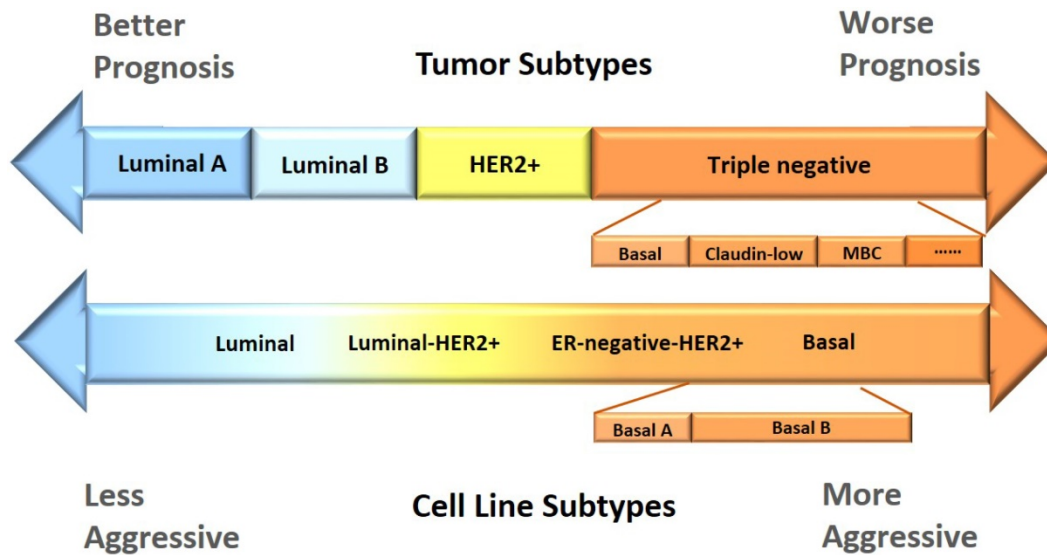 Better
Prognosis
Tumor Subtypes
Worse
Prognosis
Luminal A
Luminal B
HER2+
Triple negative
Basal
Claudin-low
MBC
......
Luminal
Luminal-HER2+
ER-negative-HER2+
Basal
Basal A
Basal B
Less
Aggressive
Cell Line Subtypes
More
Aggressive